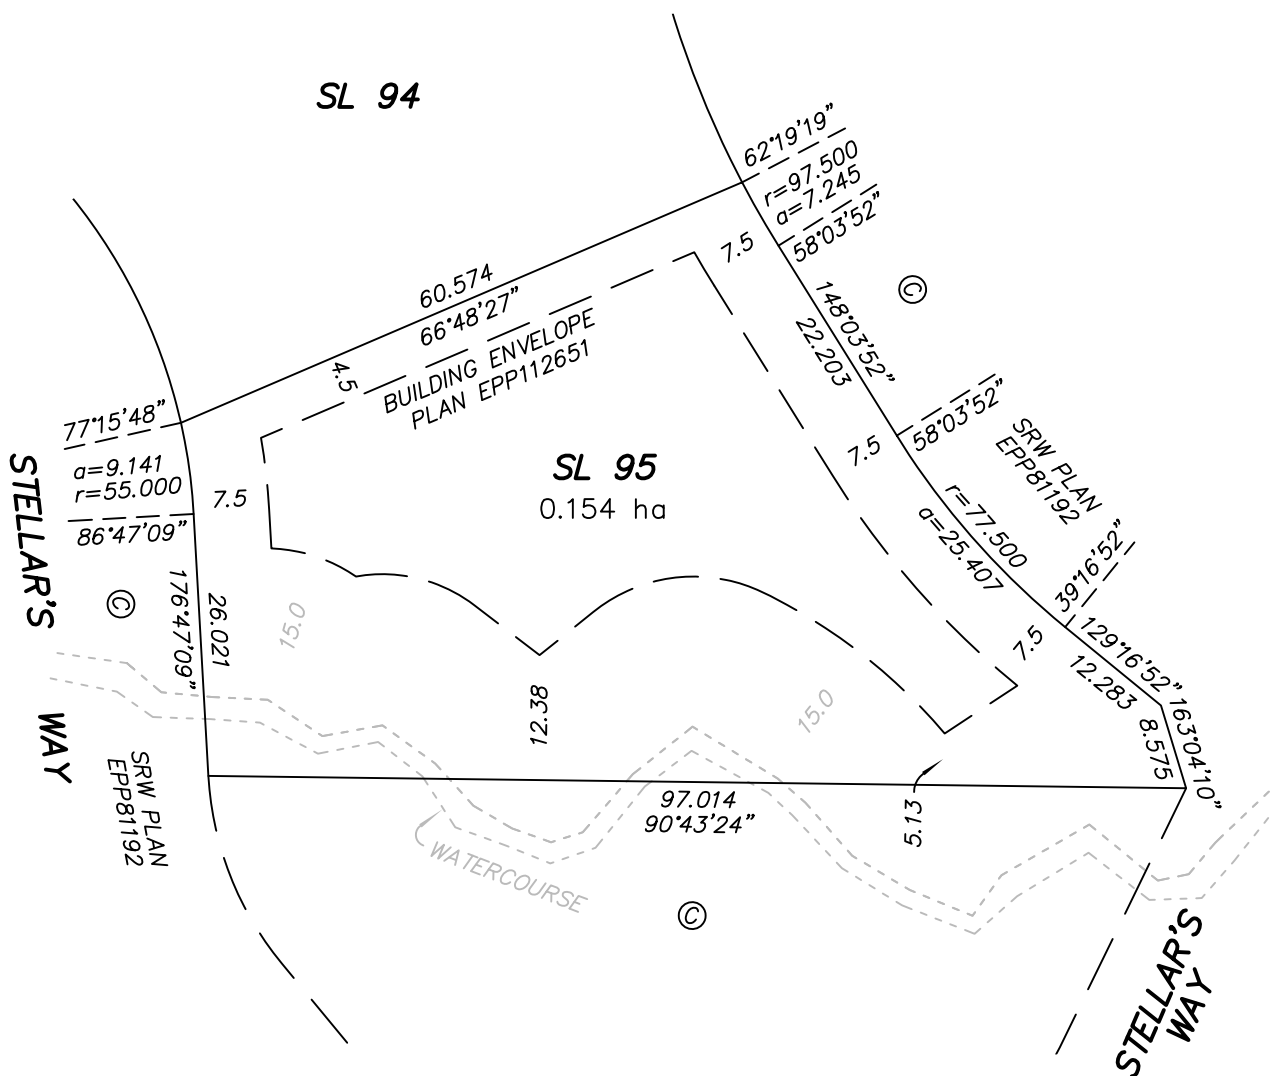 SL 94
62°19'19"
r=97.500
a=7.245
58°03'52"
7.5
60.574
66°48'27"
Ⓒ
148°03'52"
22.203
4.5
BUILDING ENVELOPE
PLAN EPP112651
77°15'48"
a=9.141
r=55.000
86°47'09"
7.5
SL 95
0.154 ha
7.5
58°03'52"
SRW PLAN
EPP81192
r=77.500
a=25.407
39°16'52"
STELLAR'S
WAY
Ⓒ
176°47'09"
26.021
15.0
12.38
15.0
7.5
129°16'52"
12.283
163°04'10"
8.575
SRW PLAN
EPP81192
97.014
90°43'24"
5.13
WATERCOURSE
Ⓒ
STELLAR'S
WAY